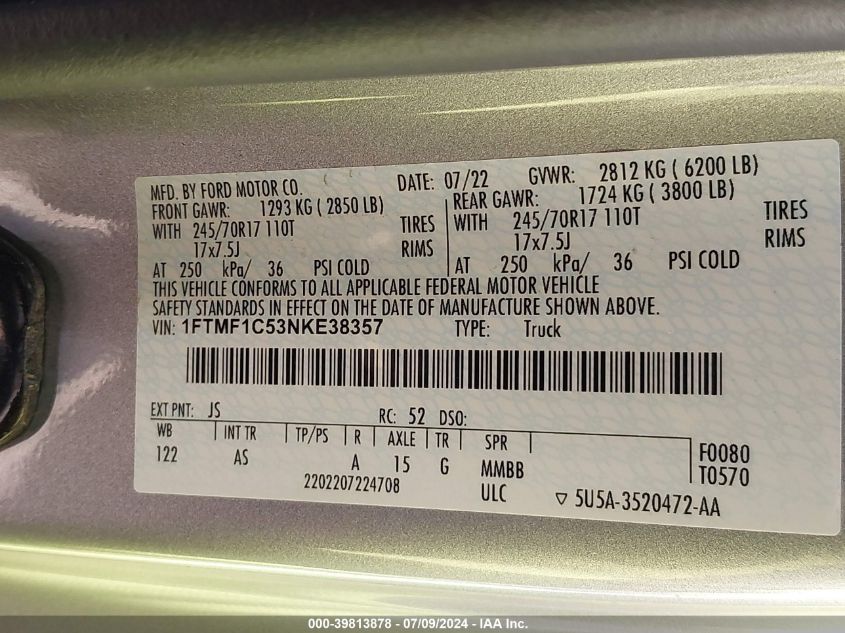 MFD. BY FORD MOTOR CO. DATE: 07/22 GVWR: 2812 KG ( 6200 LB)
FRONT GAWR: 1293 KG ( 2850 LB) REAR GAWR: 1724 KG ( 3800 LB)
WITH 245/70R17 110T TIRES WITH 245/70R17 110T TIRES
17x7.5J RIMS 17x7.5J RIMS
AT 250 kPa/ 36 PSI COLD AT 250 kPa/ 36 PSI COLD
THIS VEHICLE CONFORMS TO ALL APPLICABLE FEDERAL MOTOR VEHICLE
SAFETY STANDARDS IN EFFECT ON THE DATE OF MANUFACTURE SHOWN ABOVE.
VIN: 1FTMF1C53NKE38357 TYPE: Truck
EXT PNT: JS RC: 52 DSO:
WB INT TR TP/PS R AXLE TR SPR F0080
122 AS A 15 G MMBB T0570
2202207224708 ULC ▽ 5U5A-3520472-AA
000-39813878 - 07/09/2024 - IAA Inc.